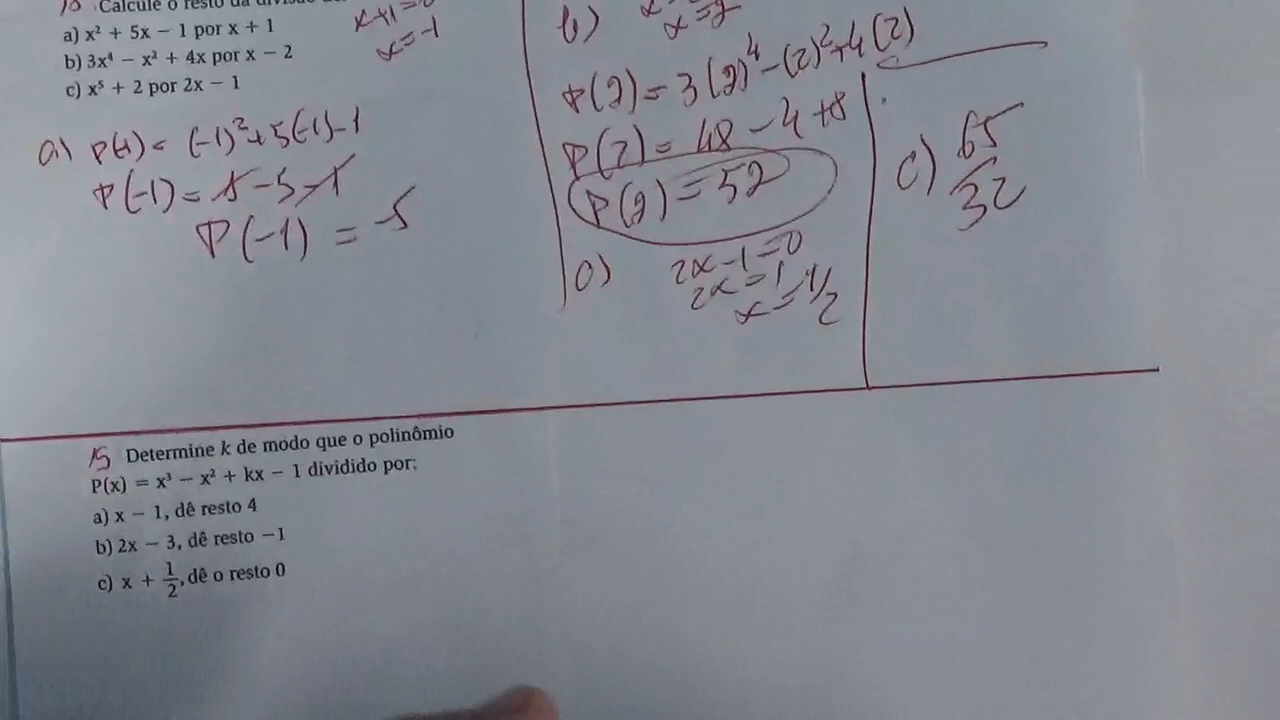 Calcule o resto da
a) x² + 5x − 1 por x + 1
b) 3x⁴ − x² + 4x por x − 2
c) x⁵ + 2 por 2x − 1
x+1=0
x=-1
a) P(-1) = (-1)²+5(-1)-1
P(-1) = 1-5-1
P(-1) = -5
b)
x=2
P(2) = 3(2)⁴-(2)²+4(2)
P(2) = 48-4+8
P(2) = 52
c)
2x-1=0
2x=1
x=1/2
c) 65/32
15 Determine k de modo que o polinômio
P(x) = x³ − x² + kx − 1 dividido por:
a) x − 1, dê resto 4
b) 2x − 3, dê resto −1
c) x + 1/2, dê o resto 0